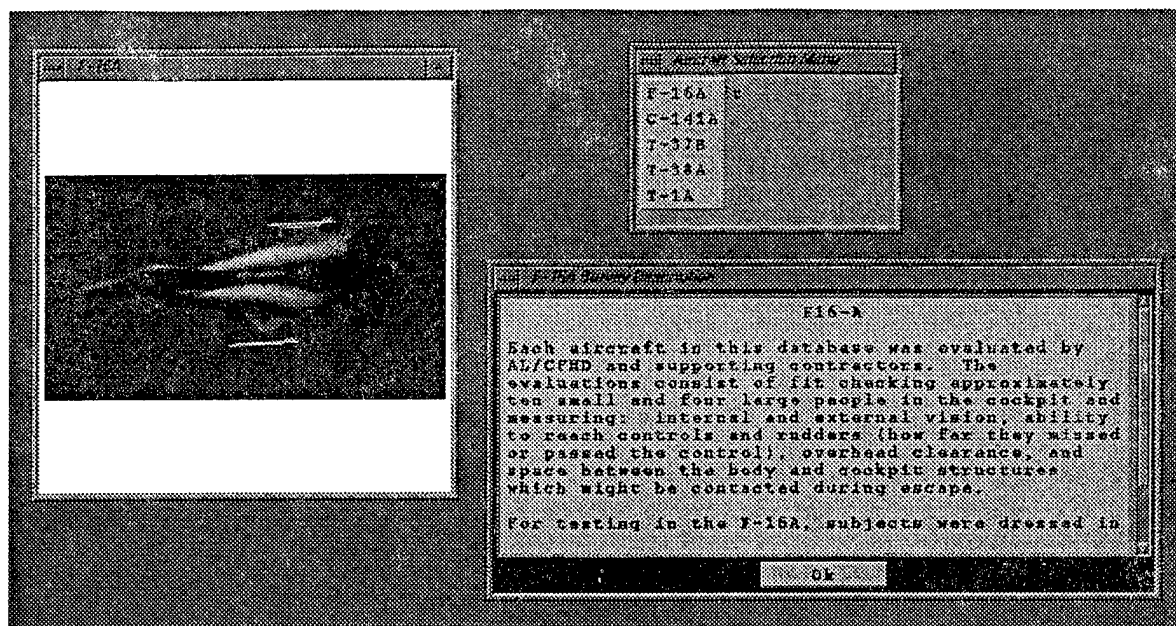 F-16A
Aircraft Selection Menu
F-16A
C-141A
T-37B
T-38A
T-1A
F-16A
F16-A
Each aircraft in this database was evaluated by
AL/CFHD and supporting contractors. The
evaluations consist of fit checking approximately
ten small and four large people in the cockpit and
measuring: internal and external vision, ability
to reach controls and rudders (how far they missed
or passed the control), overhead clearance, and
space between the body and cockpit structures
which might be contacted during escape.
For testing in the F-16A, subjects were dressed in
Ok